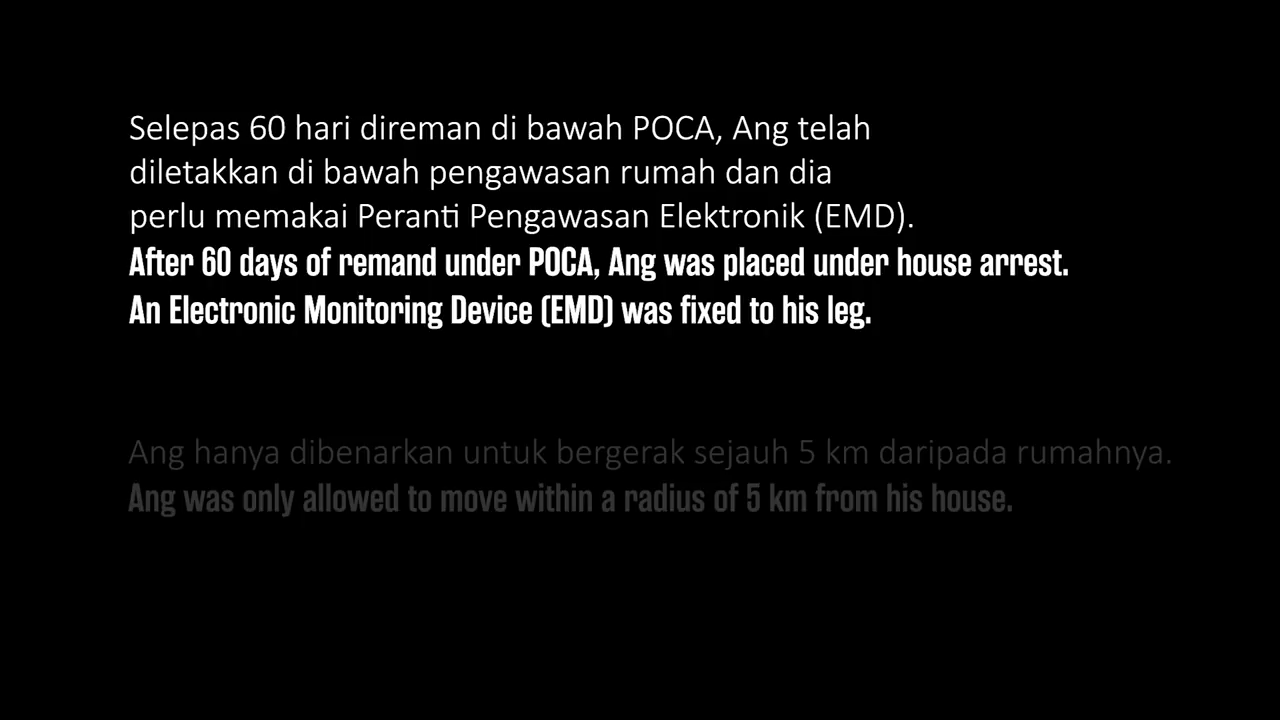 Selepas 60 hari direman di bawah POCA, Ang telah
diletakkan di bawah pengawasan rumah dan dia
perlu memakai Peranti Pengawasan Elektronik (EMD).
After 60 days of remand under POCA, Ang was placed under house arrest.
An Electronic Monitoring Device (EMD) was fixed to his leg.
Ang hanya dibenarkan untuk bergerak sejauh 5 km daripada rumahnya.
Ang was only allowed to move within a radius of 5 km from his house.